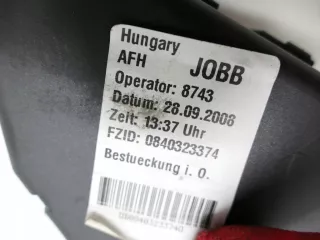 Hungary
AFH JOBB
Operator: 8743
Datum: 28.09.2008
Zeit: 13:37 Uhr
FZID: 0840323374
Bestueckung i. O.